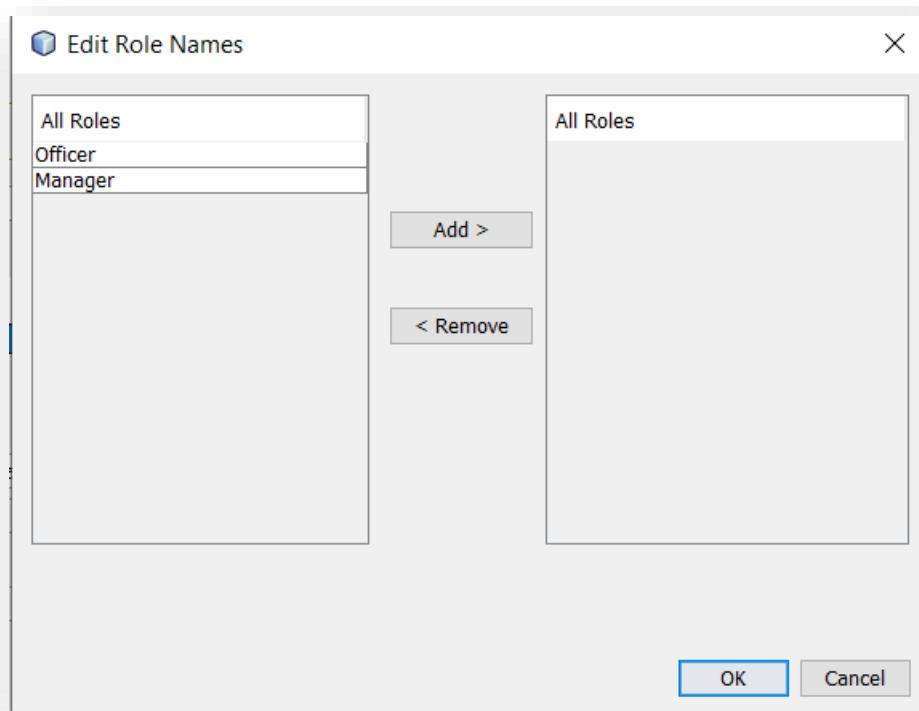 Edit Role Names
All Roles
Officer
Manager
Add >
< Remove
All Roles
OK
Cancel